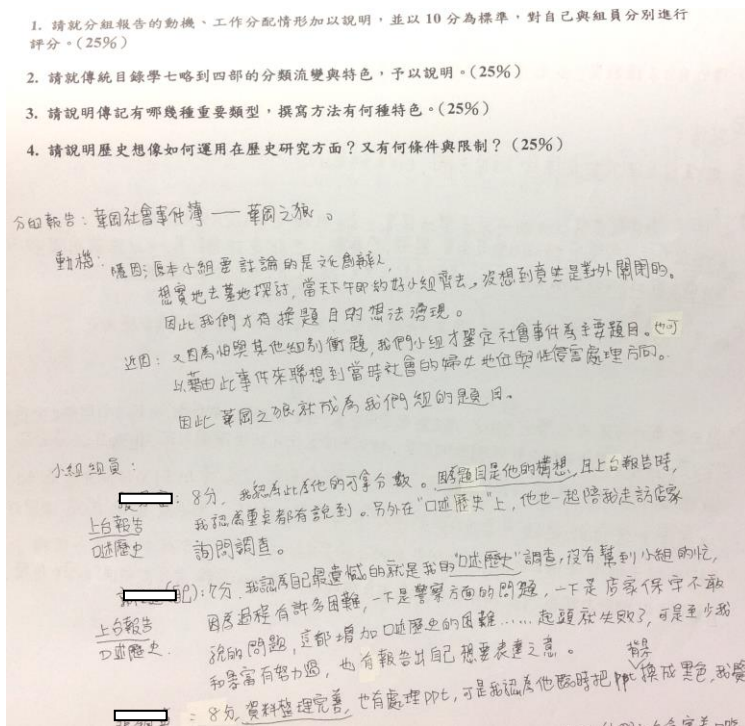 1. 請就分組報告的動機、工作分配情形加以說明，並以 10 分為標準，對自己與組員分別進行
評分。(25%)
2. 請就傳統目錄學七略到四部的分類流變與特色，予以說明。(25%)
3. 請說明傳記有哪幾種重要類型，撰寫方法有何種特色。(25%)
4. 請說明歷史想像如何運用在歷史研究方面？又有何條件與限制？(25%)
分組報告：華岡社會事件簿 — 華岡之狼。
動機：遠因：原本小組要討論的是文化創辦人，
想實地去墓地探討，當天下午即約好小組齊去，沒想到竟然是對外關閉的。
因此我們才有換題目的想法湧現。
近因：又因為怕與其他組別衝題，我們小組才鑒定社會事件為主要題目。也可
以藉由此事件來聯想到當時社會的婦女地位與性侵害處理方向。
因此華岡之狼就成為我們組的題目。
小組組員：
：8分，我認為此為他的可拿分數。因為題目是他的構想，且上台報告時，
上台報告 我認為重點都有說到。另外在"口述歷史"上，他也一起陪我走訪店家
口述歷史 詢問調查。
(自己)：7分，我認為自己最遺憾的就是我的"口述歷史"調查，沒有幫到小組的忙，
因為過程有許多困難，一下是警察方面的問題，一下是店家保守不敢
上台報告 說的問題，這都增加口述歷史的困難……起頭就失敗了，可是至少我
口述歷史 和 有努力過，也有報告出自己想要表達之意。
：8分，資料整理完善，也有處理PPt，可是我認為他臨時把PPt背景換成黑色，我覺